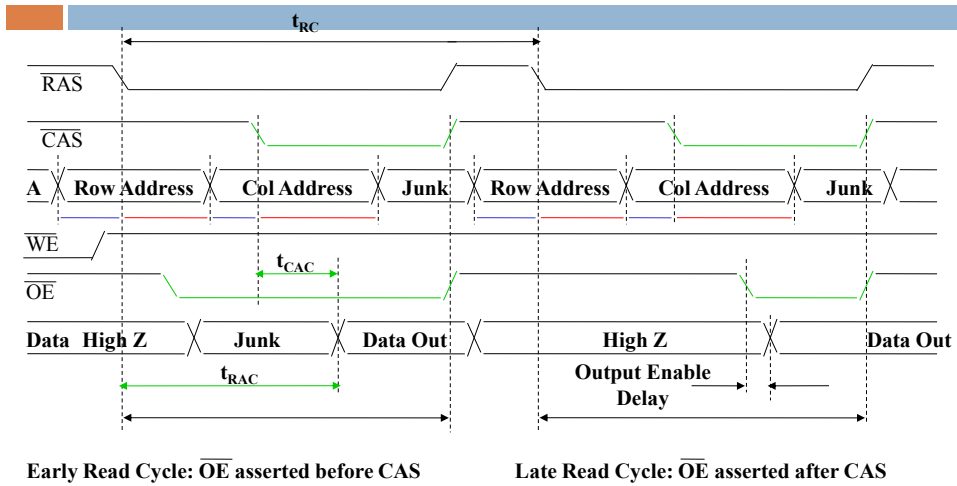 tRC
RAS
CAS
A Row Address Col Address Junk Row Address Col Address Junk
WE
tCAC
OE
Data High Z Junk Data Out High Z Data Out
tRAC
Output Enable
Delay
Early Read Cycle: OE asserted before CAS
Late Read Cycle: OE asserted after CAS